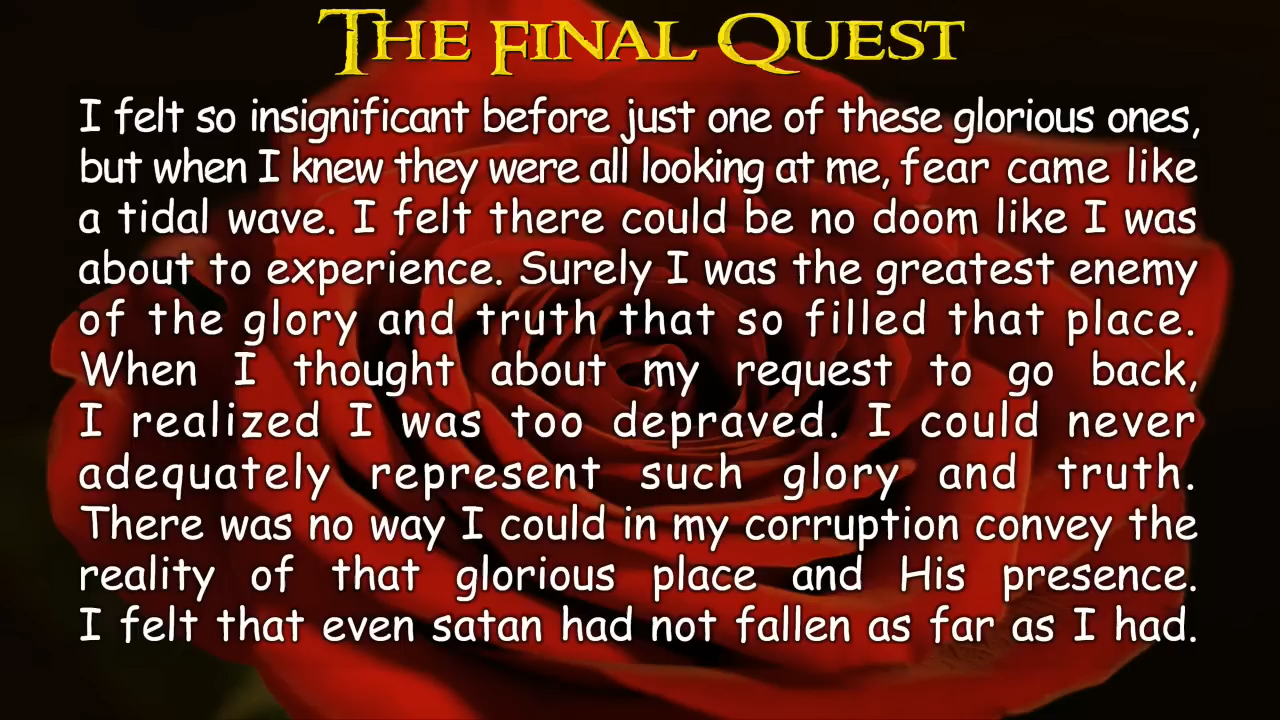 THE FINAL QUEST
I felt so insignificant before just one of these glorious ones,
but when I knew they were all looking at me, fear came like
a tidal wave. I felt there could be no doom like I was
about to experience. Surely I was the greatest enemy
of the glory and truth that so filled that place.
When I thought about my request to go back,
I realized I was too depraved. I could never
adequately represent such glory and truth.
There was no way I could in my corruption convey the
reality of that glorious place and His presence.
I felt that even satan had not fallen as far as I had.